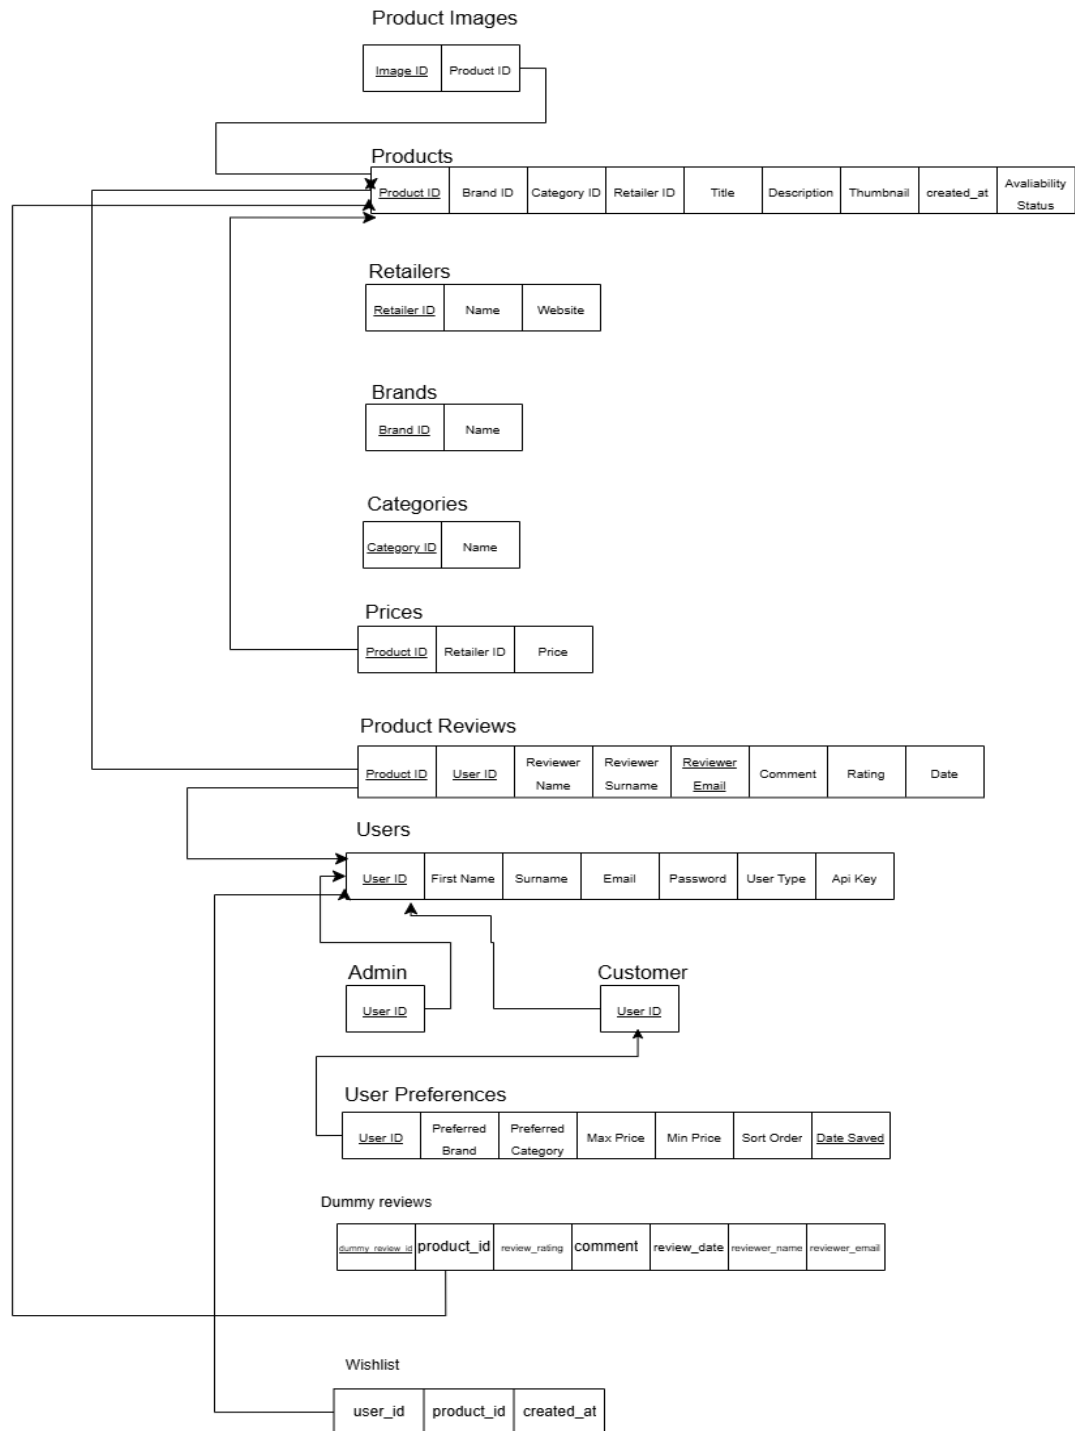 Product Images
Image ID Product ID
Products
Product ID Brand ID Category ID Retailer ID Title Description Thumbnail created_at Avaliability
Status
Retailers
Retailer ID Name Website
Brands
Brand ID Name
Categories
Category ID Name
Prices
Product ID Retailer ID Price
Product Reviews
Product ID User ID Reviewer Name Reviewer Surname Reviewer Email Comment Rating Date
Users
User ID First Name Surname Email Password User Type Api Key
Admin Customer
User ID User ID
User Preferences
User ID Preferred Brand Preferred Category Max Price Min Price Sort Order Date Saved
Dummy reviews
dummy_review_id product_id review_rating comment review_date reviewer_name reviewer_email
Wishlist
user_id product_id created_at